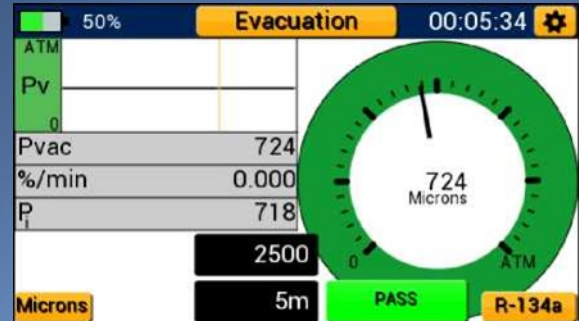 50% Evacuation 00:05:34
ATM
Pv
0
Pvac 724
%/min 0.000
Pi 718
724
Microns
0 ATM
2500
5m
Microns
PASS
R-134a